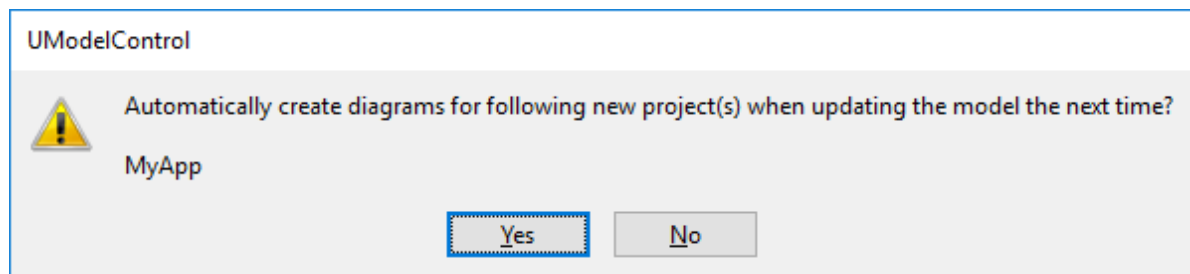 UModelControl
Automatically create diagrams for following new project(s) when updating the model the next time?
MyApp
Yes
No